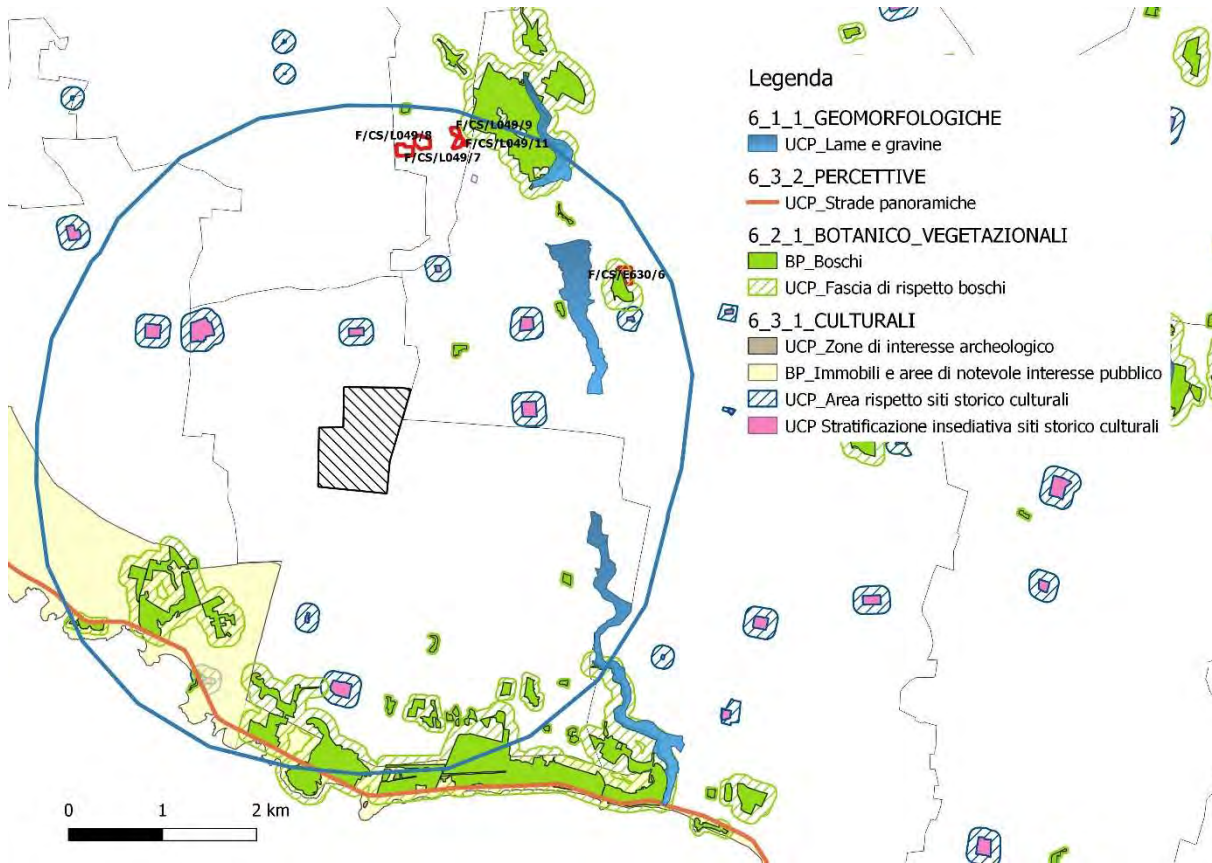 F/CS/L049/9
F/CS/L049/8
F/CS/L049/11
F/CS/L049/7
F/CS/E630/6
Legenda
6_1_1_GEOMORFOLOGICHE
UCP_Lame e gravine
6_3_2_PERCETTIVE
UCP_Strade panoramiche
6_2_1_BOTANICO_VEGETAZIONALI
BP_Boschi
UCP_Fascia di rispetto boschi
6_3_1_CULTURALI
UCP_Zone di interesse archeologico
BP_Immobili e aree di notevole interesse pubblico
UCP_Area rispetto siti storico culturali
UCP Stratificazione insediativa siti storico culturali
0 1 2 km